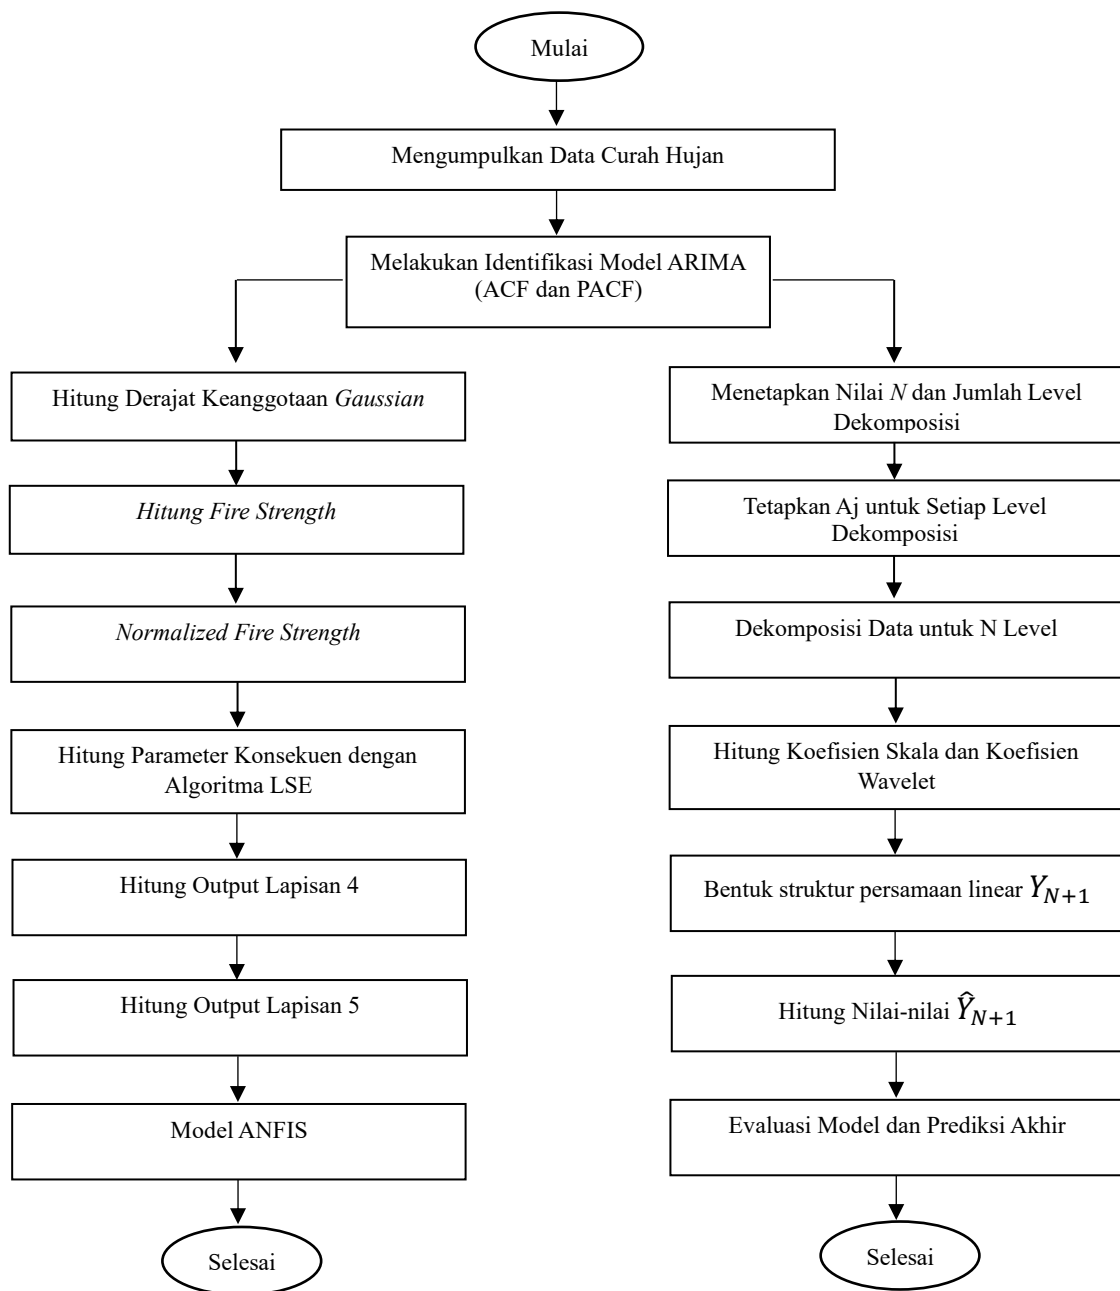 Mulai
Mengumpulkan Data Curah Hujan
Melakukan Identifikasi Model ARIMA
(ACF dan PACF)
Hitung Derajat Keanggotaan Gaussian
Hitung Fire Strength
Normalized Fire Strength
Hitung Parameter Konsekuen dengan
Algoritma LSE
Hitung Output Lapisan 4
Hitung Output Lapisan 5
Model ANFIS
Selesai
Menetapkan Nilai N dan Jumlah Level
Dekomposisi
Tetapkan Aj untuk Setiap Level
Dekomposisi
Dekomposisi Data untuk N Level
Hitung Koefisien Skala dan Koefisien
Wavelet
Bentuk struktur persamaan linear $Y_{N+1}$
Hitung Nilai-nilai $\hat{Y}_{N+1}$
Evaluasi Model dan Prediksi Akhir
Selesai